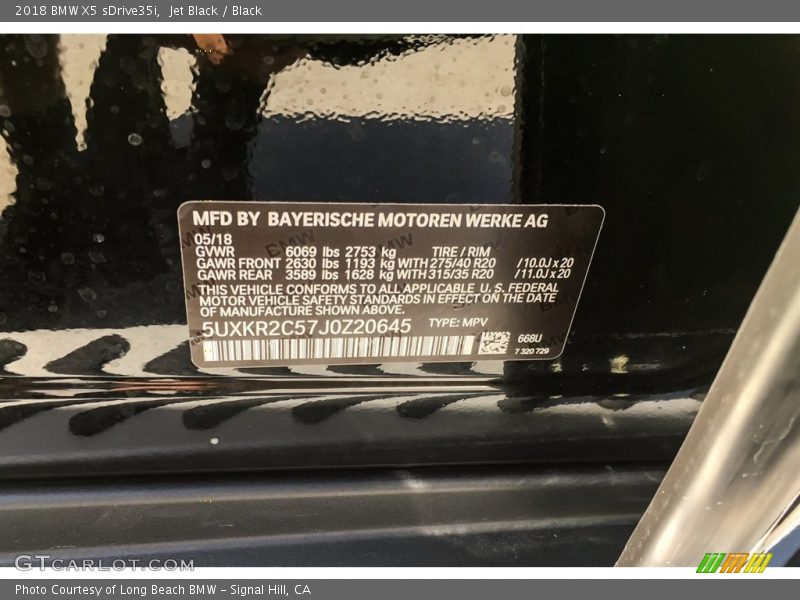 2018 BMW X5 sDrive35i, Jet Black / Black
MFD BY BAYERISCHE MOTOREN WERKE AG
05/18
GVWR 6069 lbs 2753 kg TIRE / RIM
GAWR FRONT 2630 lbs 1193 kg WITH 275/40 R20 /10.0J x 20
GAWR REAR 3589 lbs 1628 kg WITH 315/35 R20 /11.0J x 20
THIS VEHICLE CONFORMS TO ALL APPLICABLE U. S. FEDERAL
MOTOR VEHICLE SAFETY STANDARDS IN EFFECT ON THE DATE
OF MANUFACTURE SHOWN ABOVE.
5UXKR2C57J0Z20645 TYPE: MPV
668U
7 320 729
GTCARLOT.COM
Photo Courtesy of Long Beach BMW - Signal Hill, CA